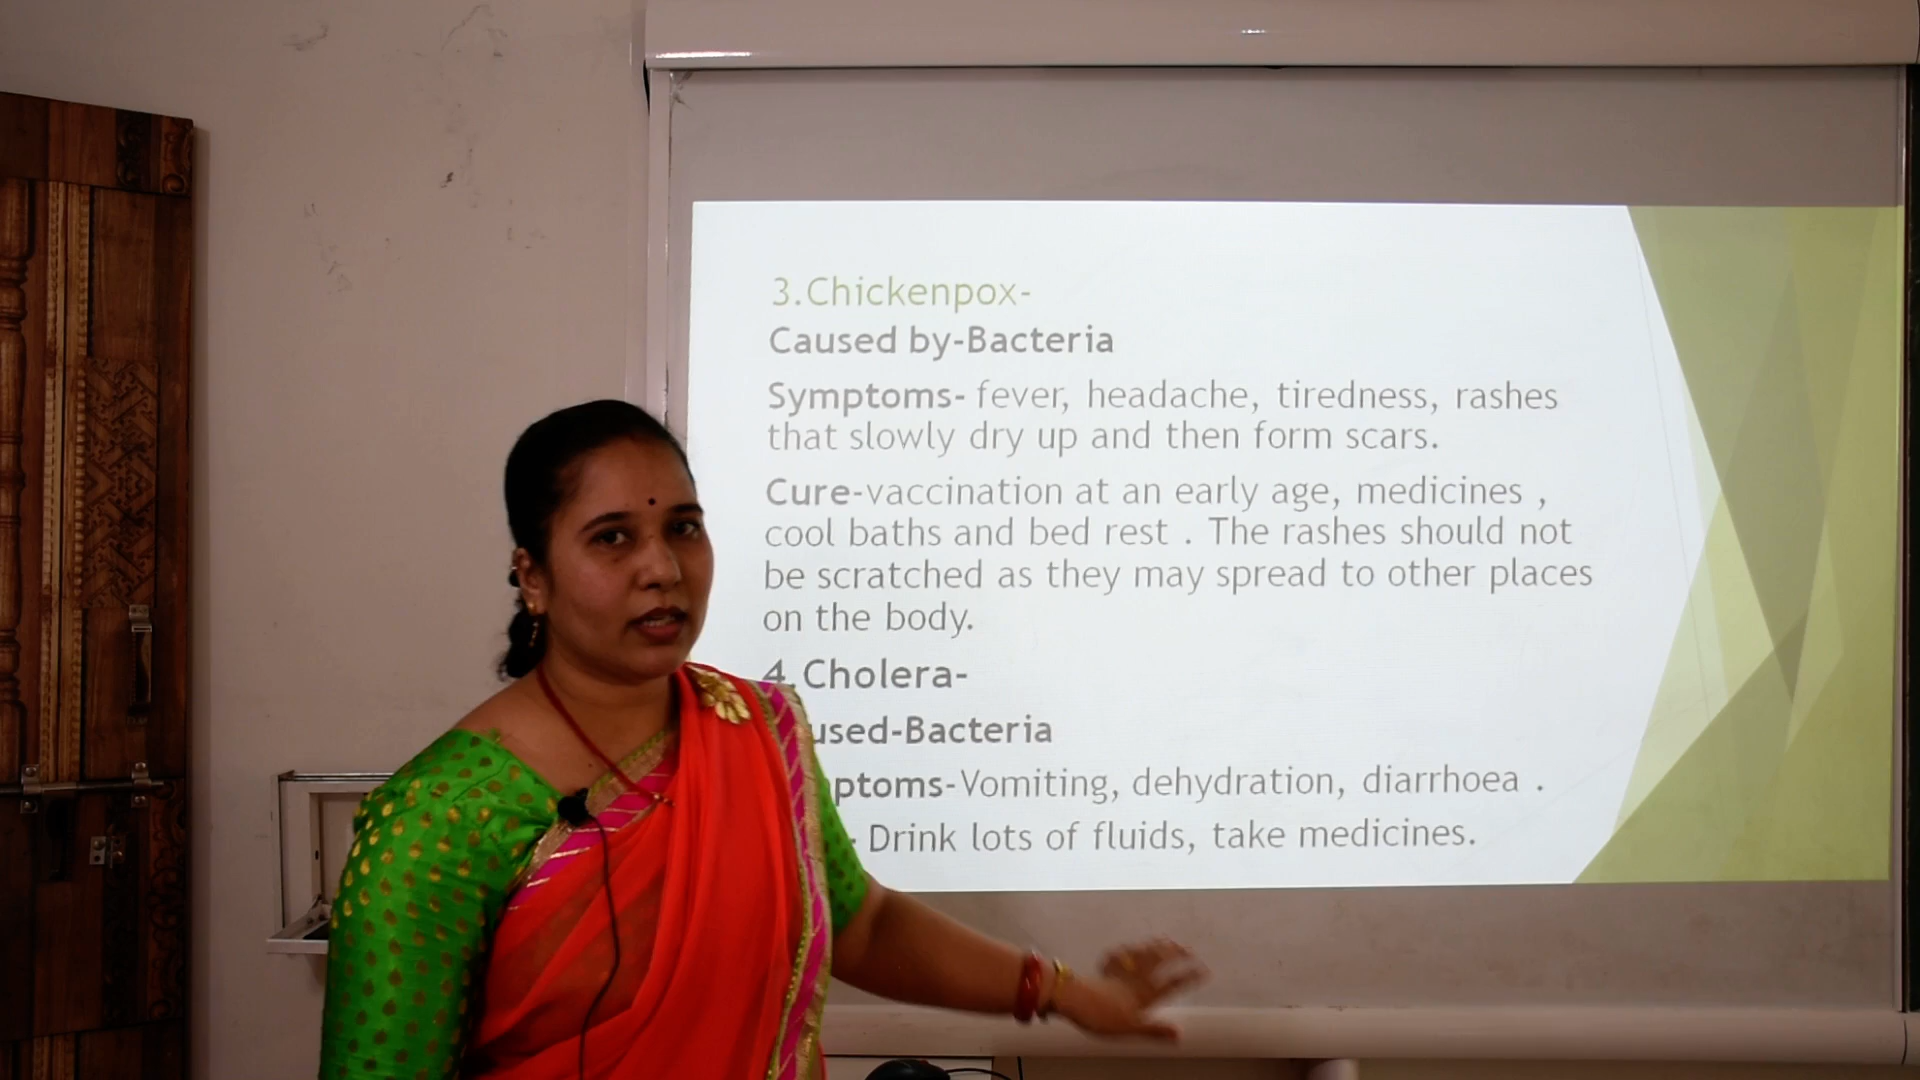 3.Chickenpox-
Caused by-Bacteria
Symptoms- fever, headache, tiredness, rashes
that slowly dry up and then form scars.
Cure-vaccination at an early age, medicines ,
cool baths and bed rest . The rashes should not
be scratched as they may spread to other places
on the body.
4.Cholera-
used-Bacteria
ptoms-Vomiting, dehydration, diarrhoea .
- Drink lots of fluids, take medicines.